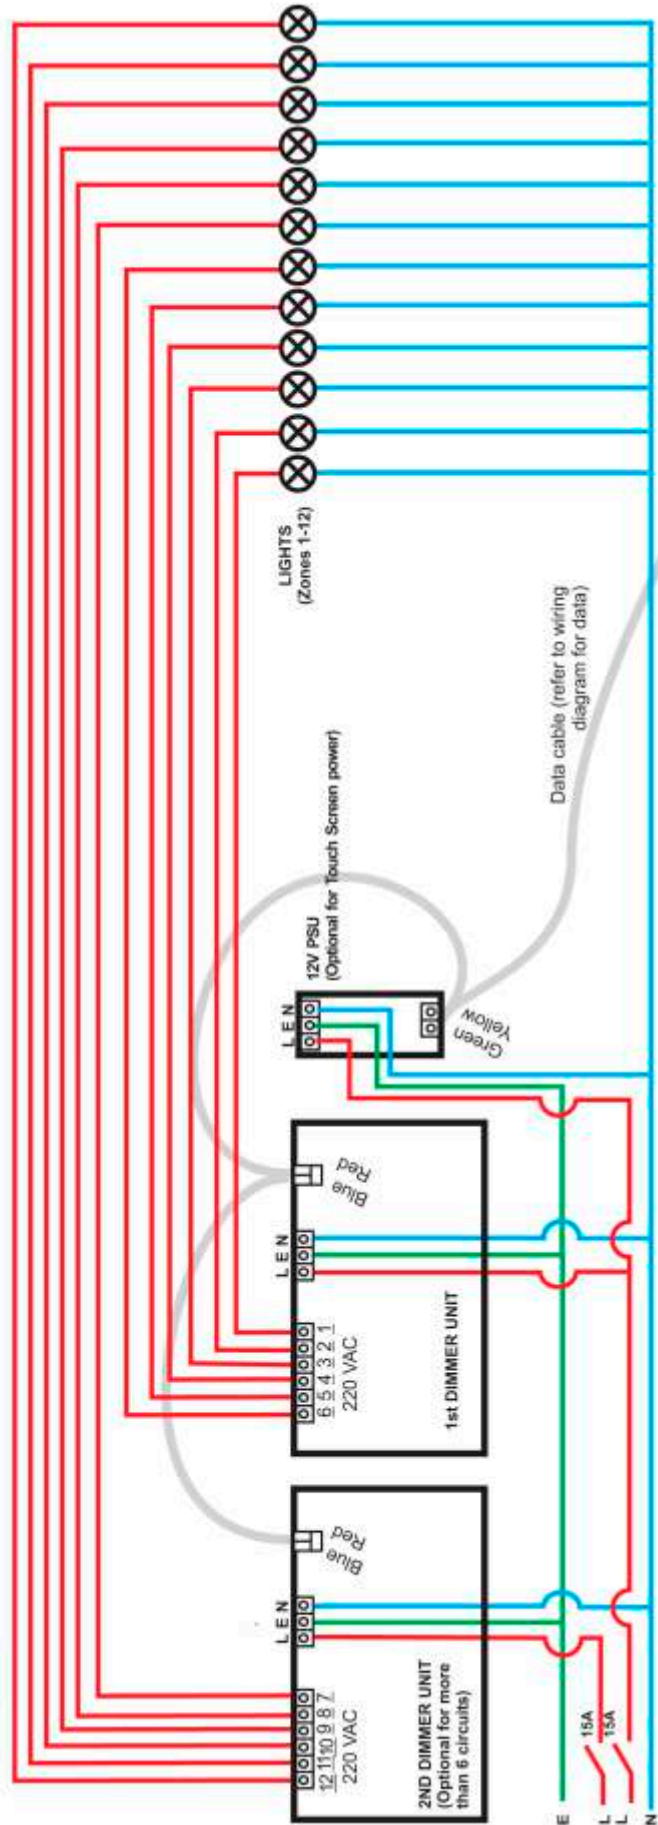 LIGHTS
(Zones 1-12)
Data cable (refer to wiring
diagram for data)
12V PSU
(Optional for Touch Screen power)
L E N
Green
Yellow
Blue
Red
L E N
6 5 4 3 2 1
220 VAC
1st DIMMER UNIT
Blue
Red
L E N
12 11 10 9 8 7
220 VAC
2ND DIMMER UNIT
(Optional for more
than 6 circuits)
15A
15A
E
L
L
N